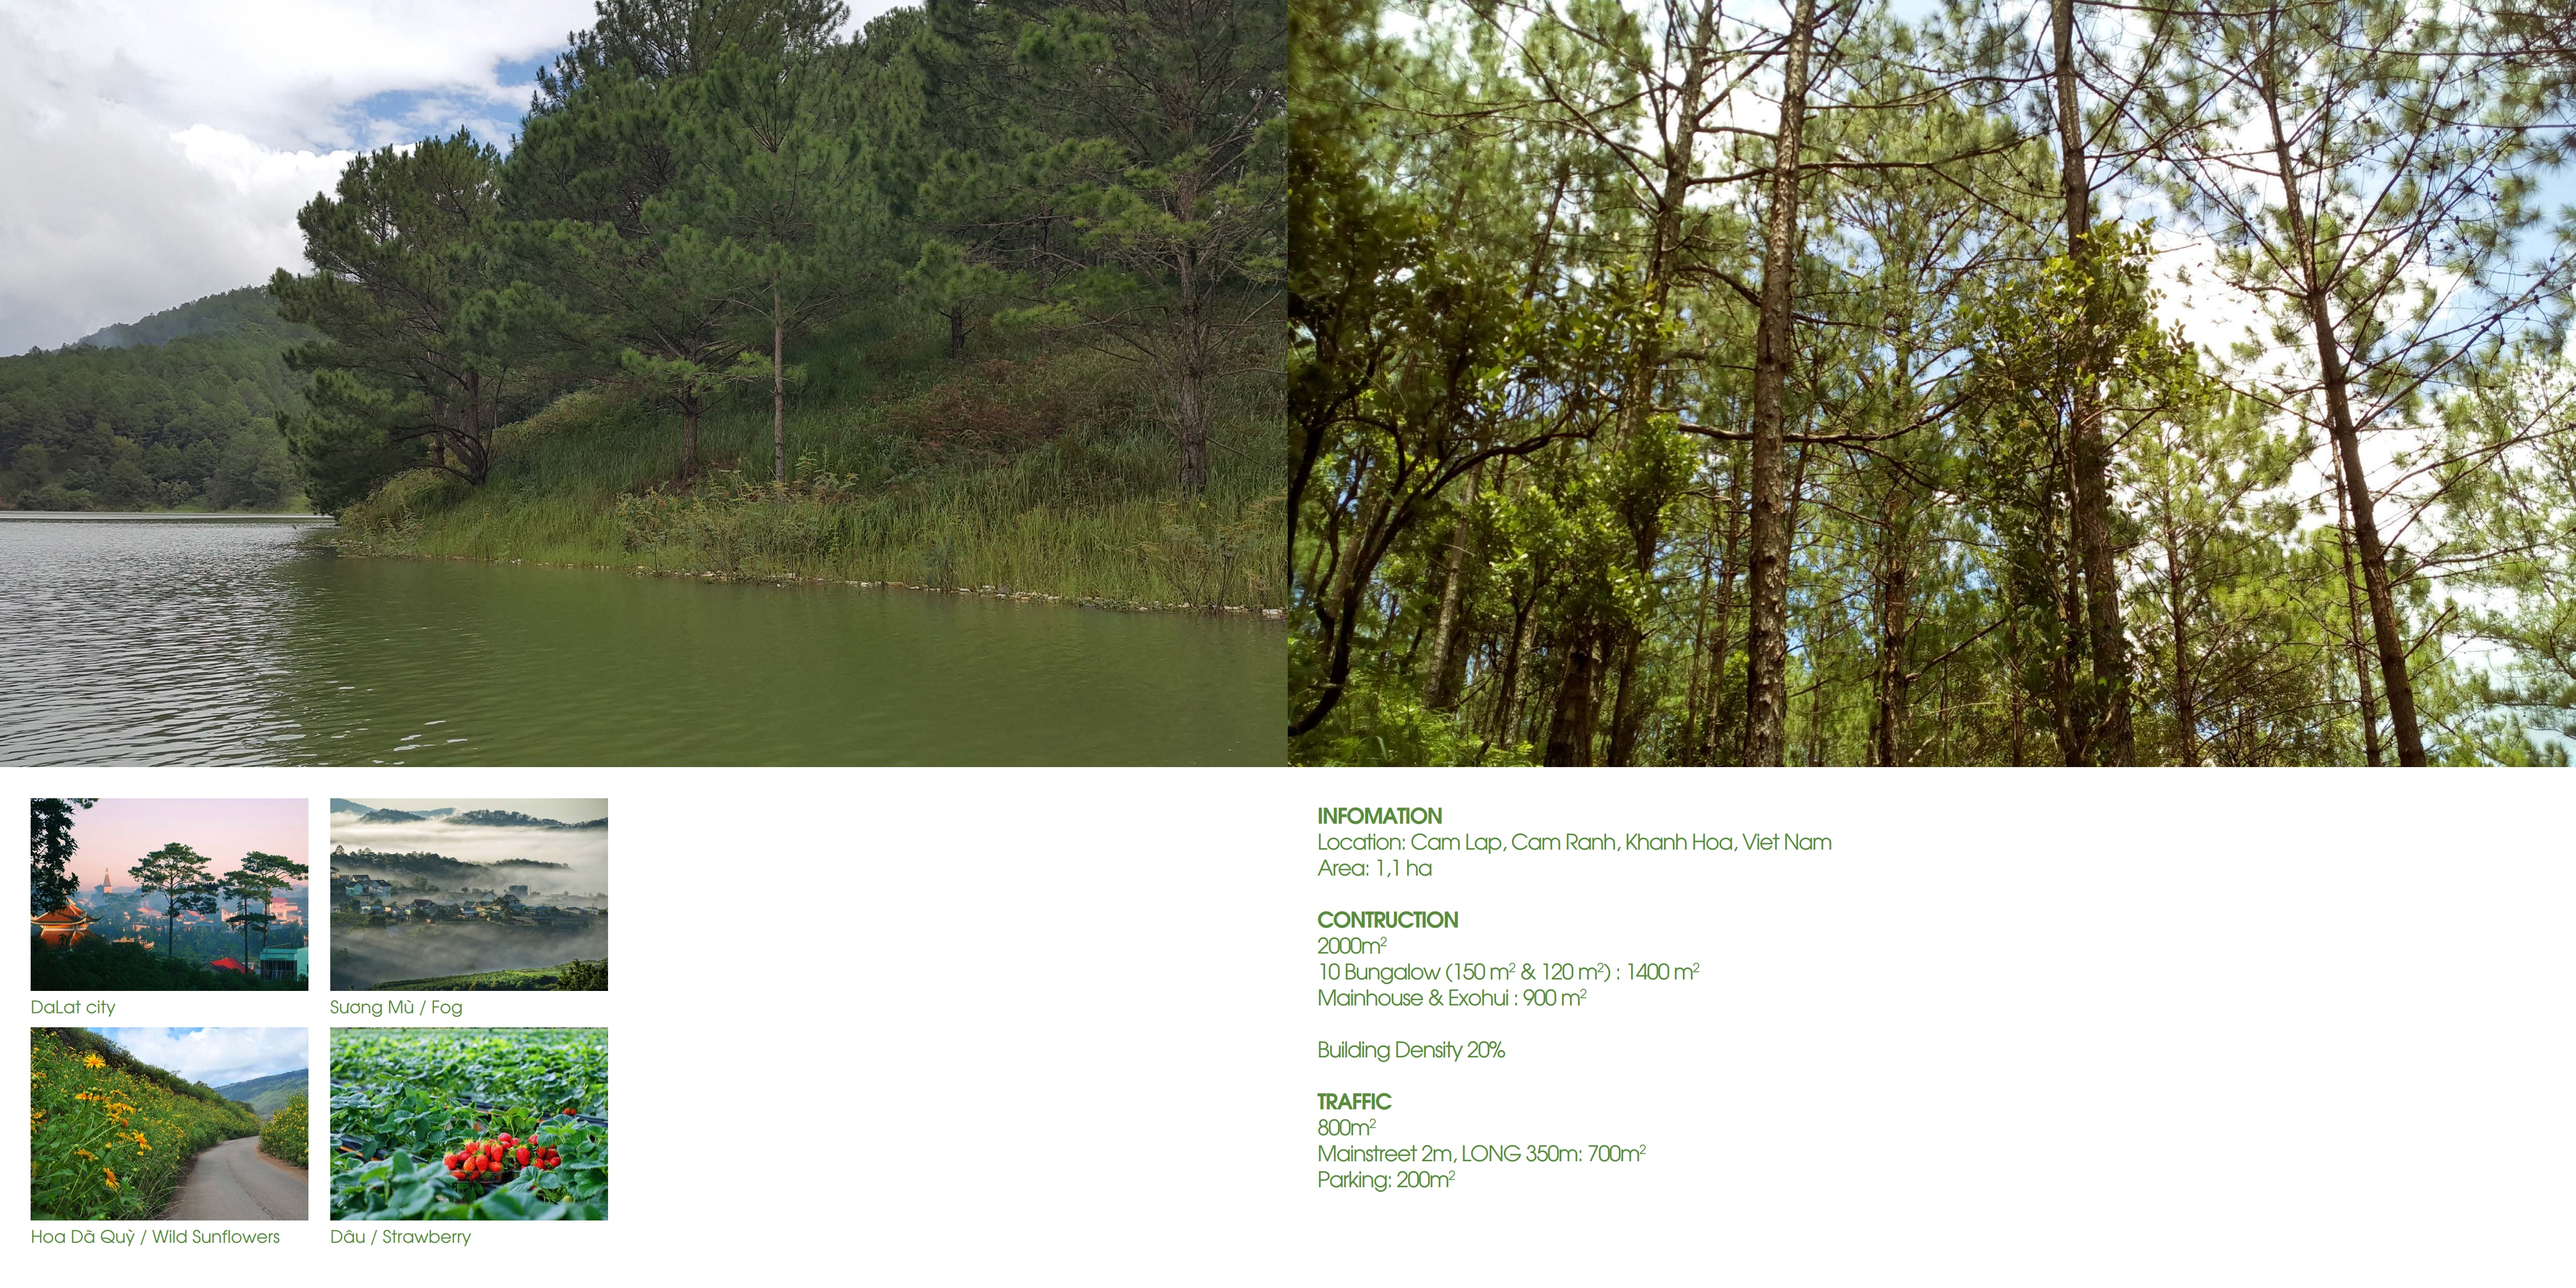 DaLat city
Sương Mù / Fog
Hoa Dã Quỳ / Wild Sunflowers
Dâu / Strawberry
INFOMATION
Location: Cam Lap, Cam Ranh, Khanh Hoa, Viet Nam
Area: 1,1 ha
CONTRUCTION
2000m²
10 Bungalow (150 m² & 120 m²) : 1400 m²
Mainhouse & Exohui : 900 m²
Building Density 20%
TRAFFIC
800m²
Mainstreet 2m, LONG 350m: 700m²
Parking: 200m²